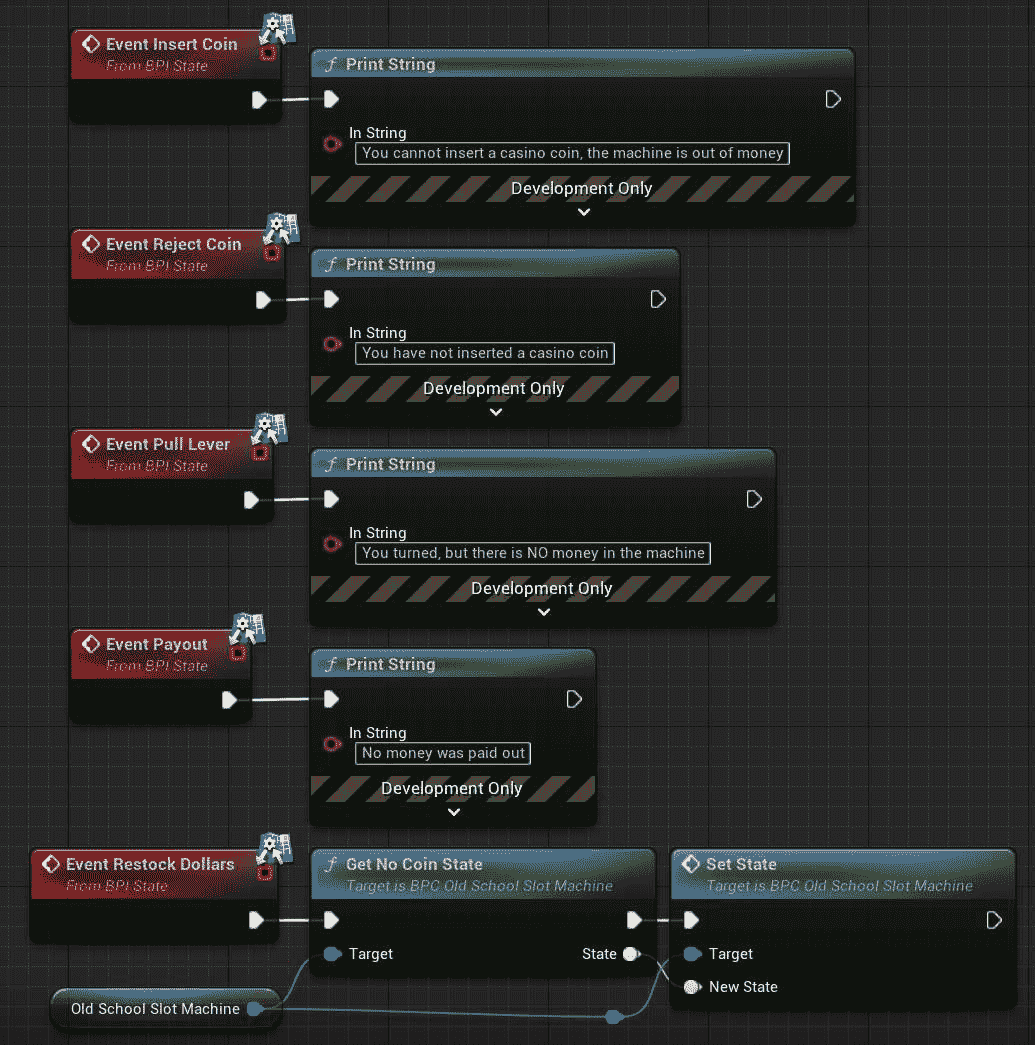 Event Insert Coin
From BPI State
f Print String
In String
You cannot insert a casino coin, the machine is out of money
Development Only
Event Reject Coin
From BPI State
f Print String
In String
You have not inserted a casino coin
Development Only
Event Pull Lever
From BPI State
f Print String
In String
You turned, but there is NO money in the machine
Development Only
Event Payout
From BPI State
f Print String
In String
No money was paid out
Development Only
Event Restock Dollars
From BPI State
f Get No Coin State
Target is BPC Old School Slot Machine
Target
State
Set State
Target is BPC Old School Slot Machine
Target
New State
Old School Slot Machine